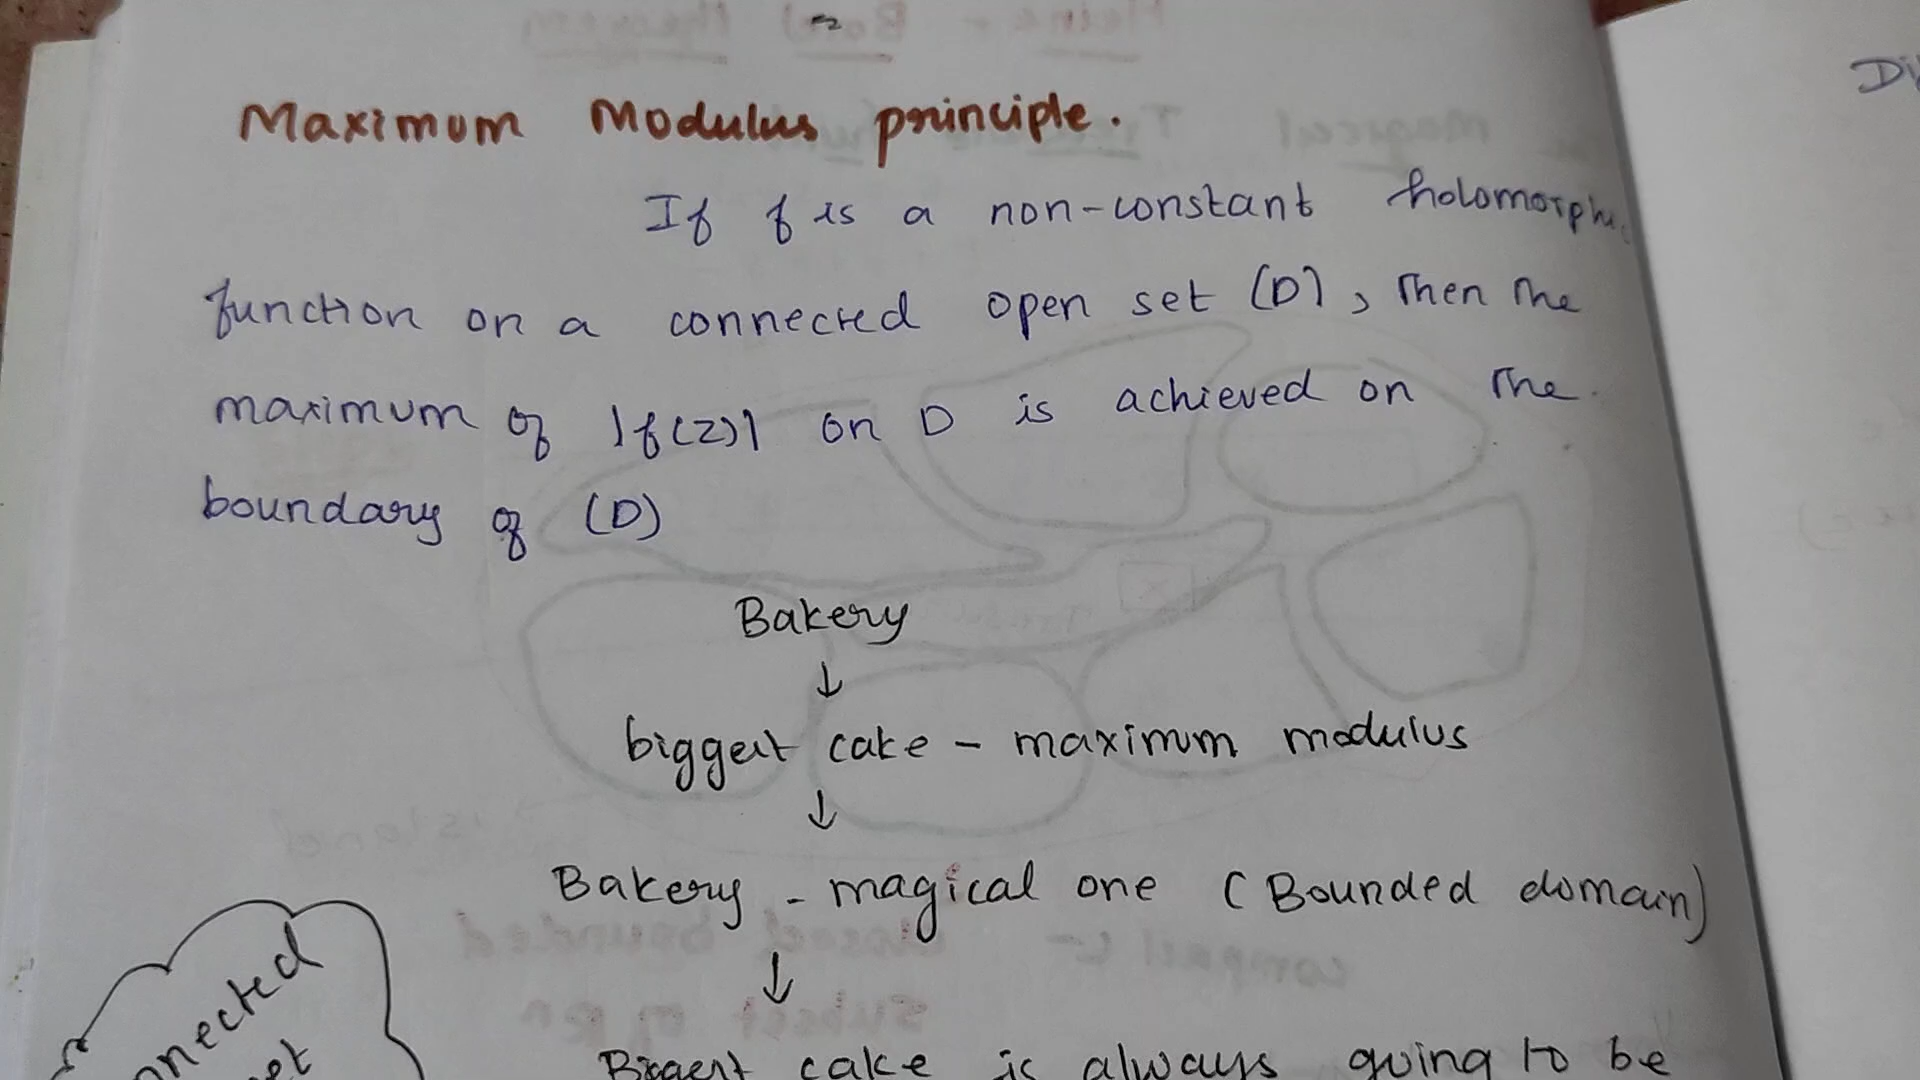 Maximum Modulus principle.
If f is a non-constant holomorphic
function on a connected open set (D), Then The
maximum of |f(z)| on D is achieved on The
boundary of (D)
Bakery
↓
biggest cake - maximum modulus
↓
Bakery - magical one (Bounded domain)
↓
Biggest cake is always going to be